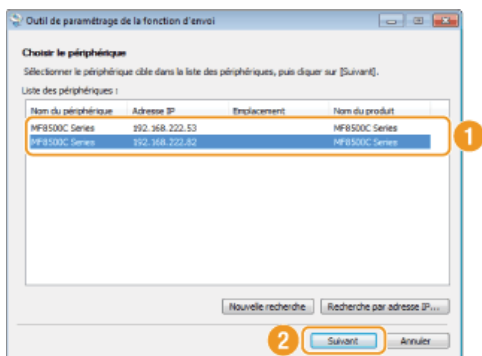 Outil de paramétrage de la fonction d'envoi
Choisir le périphérique
Sélectionner le périphérique cible dans la liste des périphériques, puis cliquer sur [Suivant].
Liste des périphériques :
Nom du périphérique Adresse IP Emplacement Nom du produit
MF8500C Series 192.168.222.53 MF8500C Series
MF8500C Series 192.168.222.82 MF8500C Series
1
Nouvelle recherche Recherche par adresse IP...
2 Suivant Annuler